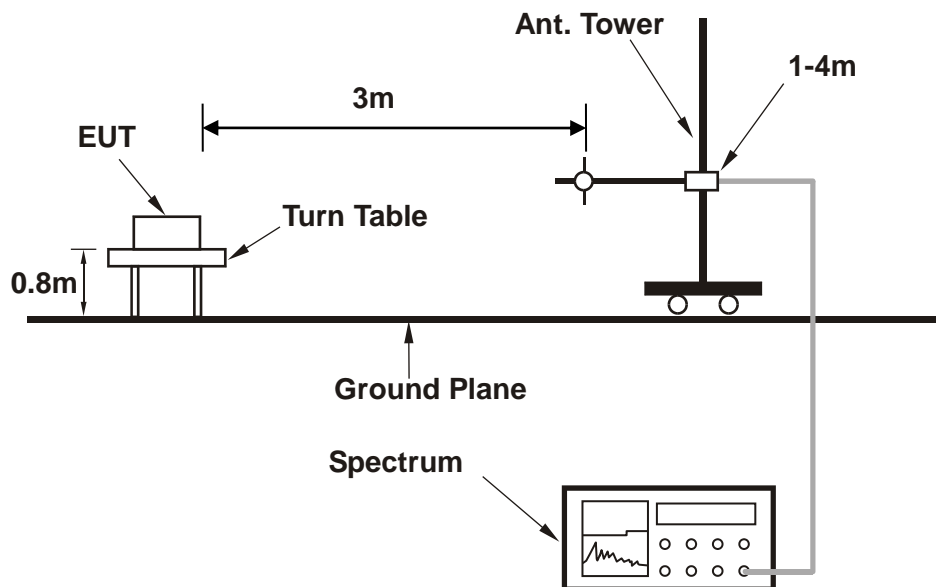 Ant. Tower
1-4m
3m
EUT
Turn Table
0.8m
Ground Plane
Spectrum